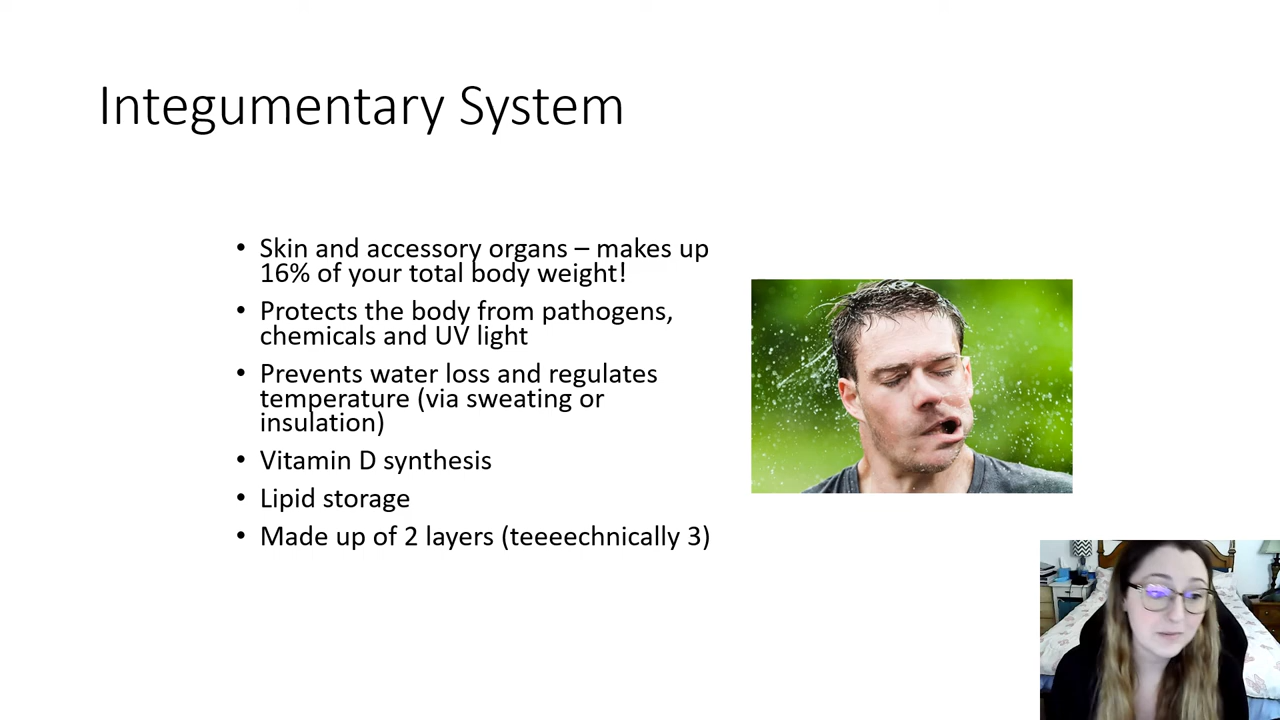 Integumentary System
• Skin and accessory organs – makes up
16% of your total body weight!
• Protects the body from pathogens,
chemicals and UV light
• Prevents water loss and regulates
temperature (via sweating or
insulation)
• Vitamin D synthesis
• Lipid storage
• Made up of 2 layers (teeeechnically 3)